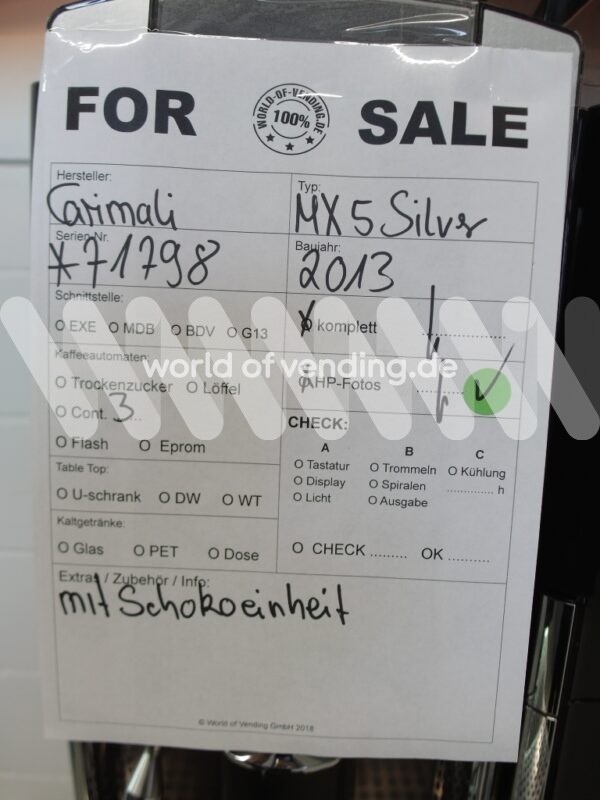 FOR SALE
WORLD-OF-VENDING.DE
100%
Hersteller: Typ:
Carimali MX5 Silver
Serien-Nr. Baujahr:
*71798 2013
Schnittstelle:
O EXE O MDB O BDV O G13
O komplett ................
Kaffeeautomaten:
world of vending.de
O Trockenzucker O Löffel
O HP-Fotos ................
O Cont. 3
O Flash O Eprom
CHECK:
A B C
O Tastatur O Trommeln O Kühlung
O Display O Spiralen .............. h
O Licht O Ausgabe
Table Top:
O U-schrank O DW O WT
Kaltgetränke:
O Glas O PET O Dose
O CHECK ......... OK ..........
Extras / Zubehör / Info:
mit Schokoeinheit
© World of Vending GmbH 2018